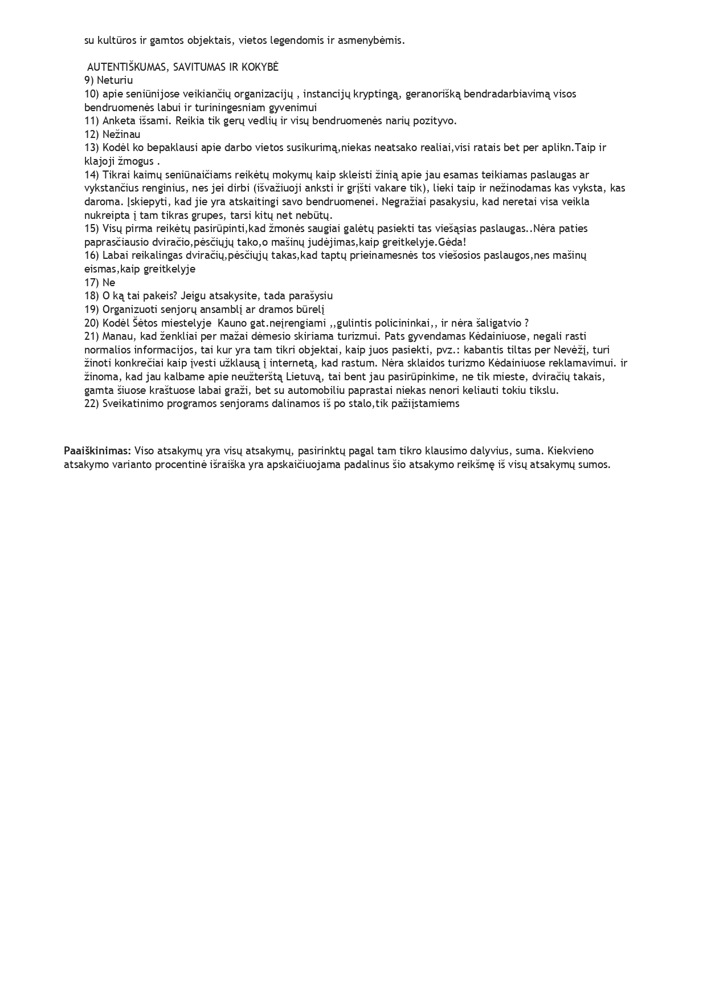 su kultūros ir gamtos objektais, vietos legendomis ir asmenybėmis.
AUTENTIŠKUMAS, SAVITUMAS IR KOKYBĖ
9) Neturiu
10) apie seniūnijose veikiančių organizacijų , instancijų kryptingą, geranorišką bendradarbiavimą visos
bendruomenės labui ir turiningesniam gyvenimui
11) Anketa išsami. Reikia tik gerų vedlių ir visų bendruomenės narių pozityvo.
12) Nežinau
13) Kodėl ko bepaklausi apie darbo vietos susikurimą,niekas neatsako realiai,visi ratais bet per aplikn.Taip ir
klajoji žmogus .
14) Tikrai kaimų seniūnaičiams reikėtų mokymų kaip skleisti žinią apie jau esamas teikiamas paslaugas ar
vykstančius renginius, nes jei dirbi (išvažiuoji anksti ir grįšti vakare tik), lieki taip ir nežinodamas kas vyksta, kas
daroma. Įskiepyti, kad jie yra atskaitingi savo bendruomenei. Negražiai pasakysiu, kad neretai visa veikla
nukreipta į tam tikras grupes, tarsi kitų net nebūtų.
15) Visų pirma reikėtų pasirūpinti,kad žmonės saugiai galėtų pasiekti tas viešąsias paslaugas..Nėra paties
paprasčiausio dviračio,pėsčiųjų tako,o mašinų judėjimas,kaip greitkelyje.Gėda!
16) Labai reikalingas dviračių,pėsčiųjų takas,kad taptų prieinamesnės tos viešosios paslaugos,nes mašinų
eismas,kaip greitkelyje
17) Ne
18) O ką tai pakeis? Jeigu atsakysite, tada parašysiu
19) Organizuoti senjorų ansamblį ar dramos būrelį
20) Kodėl Šėtos miestelyje  Kauno gat.neįrengiami ,,gulintis policininkai,, ir nėra šaligatvio ?
21) Manau, kad ženkliai per mažai dėmesio skiriama turizmui. Pats gyvendamas Kėdainiuose, negali rasti
normalios informacijos, tai kur yra tam tikri objektai, kaip juos pasiekti, pvz.: kabantis tiltas per Nevėžį, turi
žinoti konkrečiai kaip įvesti užklausą į internetą, kad rastum. Nėra sklaidos turizmo Kėdainiuose reklamavimui. ir
žinoma, kad jau kalbame apie neužterštą Lietuvą, tai bent jau pasirūpinkime, ne tik mieste, dviračių takais,
gamta šiuose kraštuose labai graži, bet su automobiliu paprastai niekas nenori keliauti tokiu tikslu.
22) Sveikatinimo programos senjorams dalinamos iš po stalo,tik pažiįstamiems
Paaiškinimas: Viso atsakymų yra visų atsakymų, pasirinktų pagal tam tikro klausimo dalyvius, suma. Kiekvieno
atsakymo varianto procentinė išraiška yra apskaičiuojama padalinus šio atsakymo reikšmę iš visų atsakymų sumos.